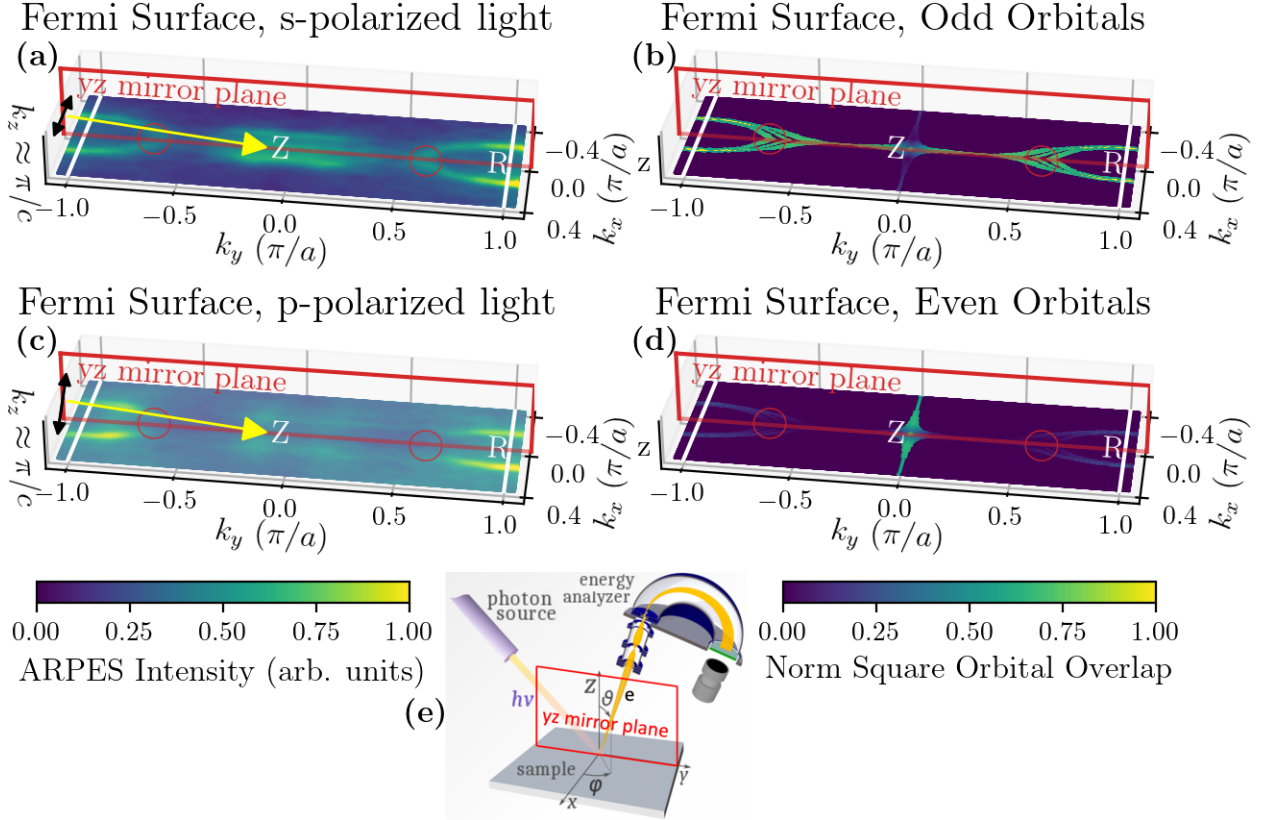 Fermi Surface, s-polarized light
(a)
yz mirror plane
Z
R
k_z ≈ π/c
−1.0
−0.5
0.0
0.5
1.0
k_y (π/a)
−0.4
0.0
0.4
k_x (π/a)
Fermi Surface, Odd Orbitals
(b)
yz mirror plane
Z
R
z
−1.0
−0.5
0.0
0.5
1.0
k_y (π/a)
−0.4
0.0
0.4
k_x (π/a)
Fermi Surface, p-polarized light
(c)
yz mirror plane
Z
R
k_z ≈ π/c
−1.0
−0.5
0.0
0.5
1.0
k_y (π/a)
−0.4
0.0
0.4
k_x (π/a)
Fermi Surface, Even Orbitals
(d)
yz mirror plane
Z
R
z
−1.0
−0.5
0.0
0.5
1.0
k_y (π/a)
−0.4
0.0
0.4
k_x (π/a)
0.00 0.25 0.50 0.75 1.00
ARPES Intensity (arb. units)
(e)
energy
analyzer
photon
source
hν
Z
ϑ
e
yz mirror plane
sample
φ
x
y
0.00 0.25 0.50 0.75 1.00
Norm Square Orbital Overlap